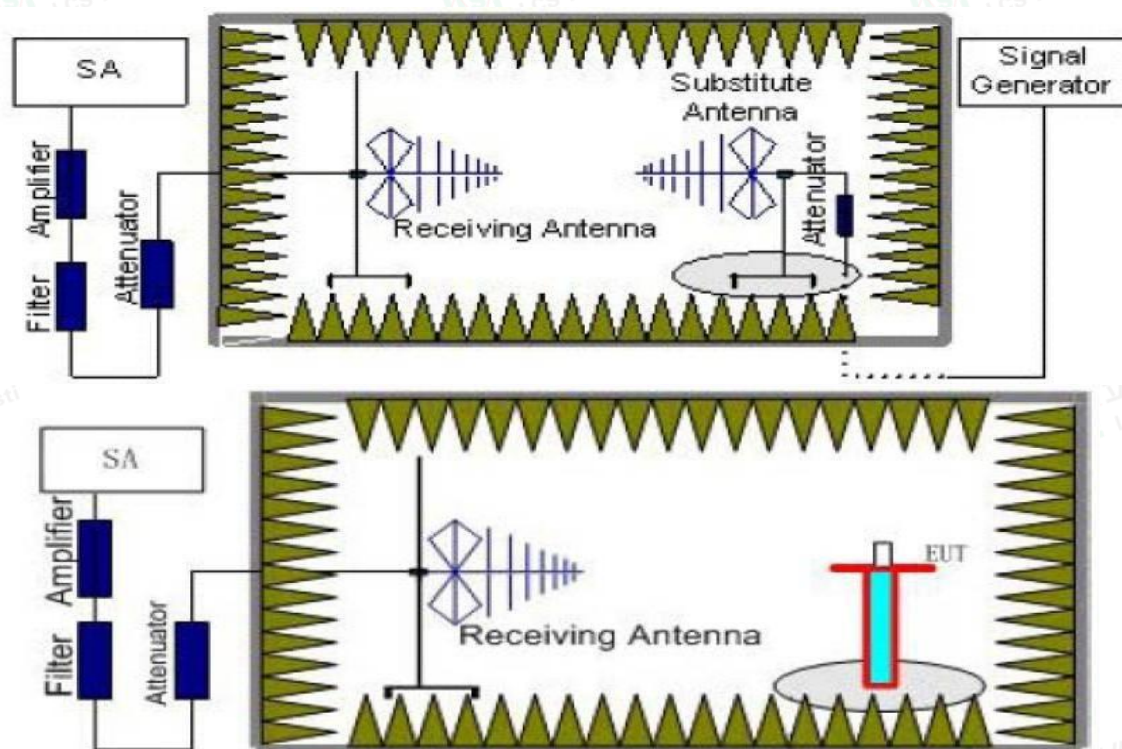 SA
Signal
Generator
Substitute
Antenna
Amplifier
Attenuator
Attenuator
Filter
Receiving Antenna
SA
Amplifier
EUT
Attenuator
Filter
Receiving Antenna